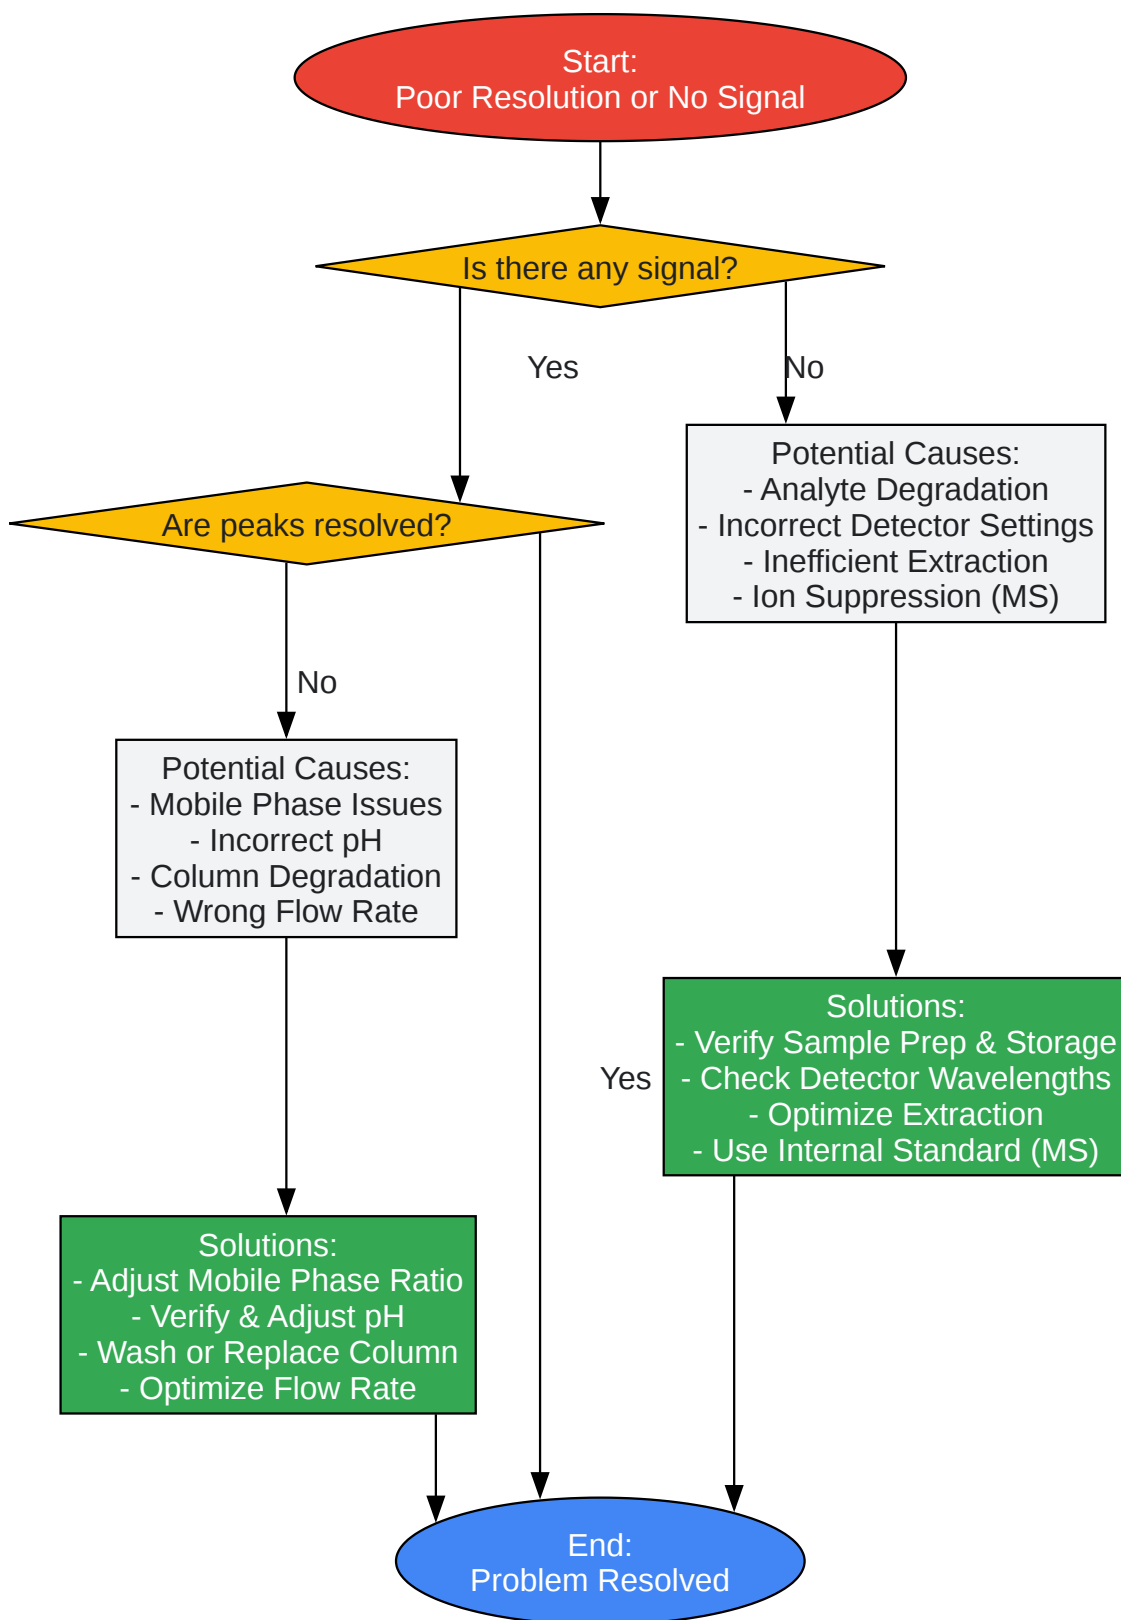 Start:
Poor Resolution or No Signal
Is there any signal?
Yes
No
Potential Causes:
- Analyte Degradation
- Incorrect Detector Settings
- Inefficient Extraction
- Ion Suppression (MS)
Are peaks resolved?
No
Potential Causes:
- Mobile Phase Issues
- Incorrect pH
- Column Degradation
- Wrong Flow Rate
Solutions:
- Verify Sample Prep & Storage
- Check Detector Wavelengths
- Optimize Extraction
- Use Internal Standard (MS)
Yes
Solutions:
- Adjust Mobile Phase Ratio
- Verify & Adjust pH
- Wash or Replace Column
- Optimize Flow Rate
End:
Problem Resolved